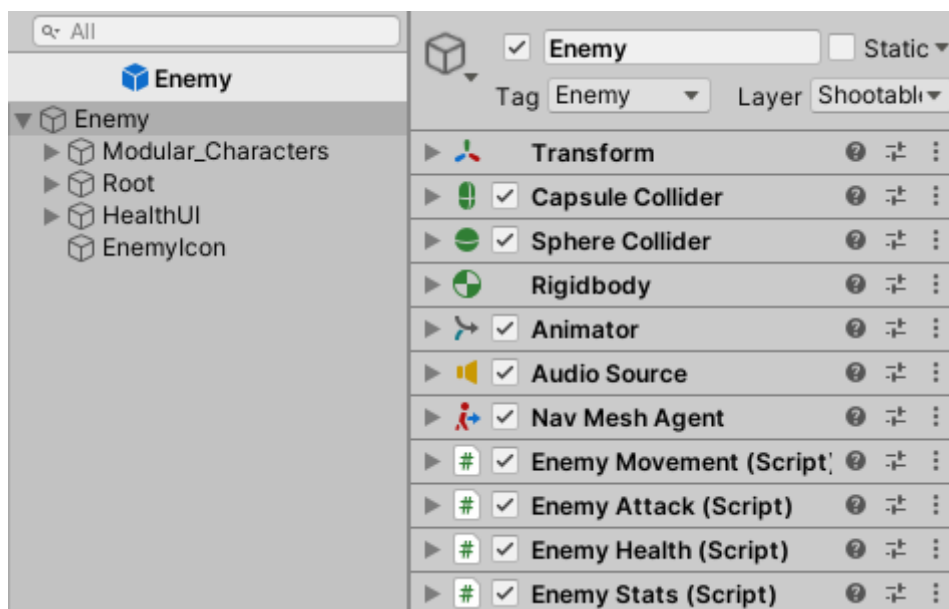 All
Enemy
Enemy
Modular_Characters
Root
HealthUI
EnemyIcon
Enemy
Static
Tag Enemy
Layer Shootabl
Transform
Capsule Collider
Sphere Collider
Rigidbody
Animator
Audio Source
Nav Mesh Agent
Enemy Movement (Script)
Enemy Attack (Script)
Enemy Health (Script)
Enemy Stats (Script)